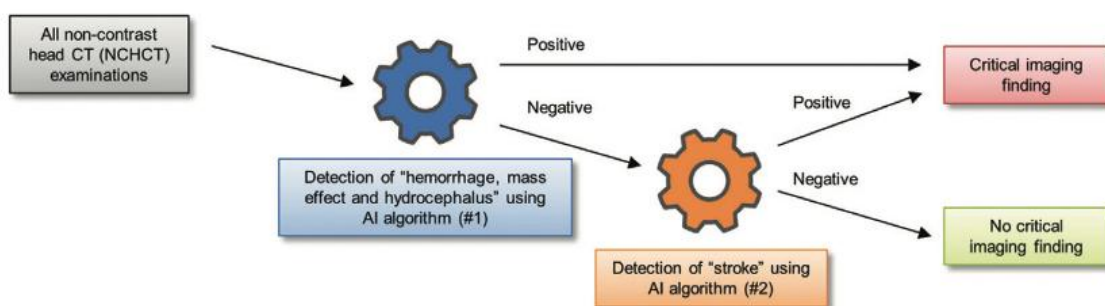 All non-contrast
head CT (NCHCT)
examinations
Positive
Critical imaging
finding
Positive
Negative
Detection of “hemorrhage, mass
effect and hydrocephalus” using
AI algorithm (#1)
Negative
No critical
imaging finding
Detection of “stroke” using
AI algorithm (#2)